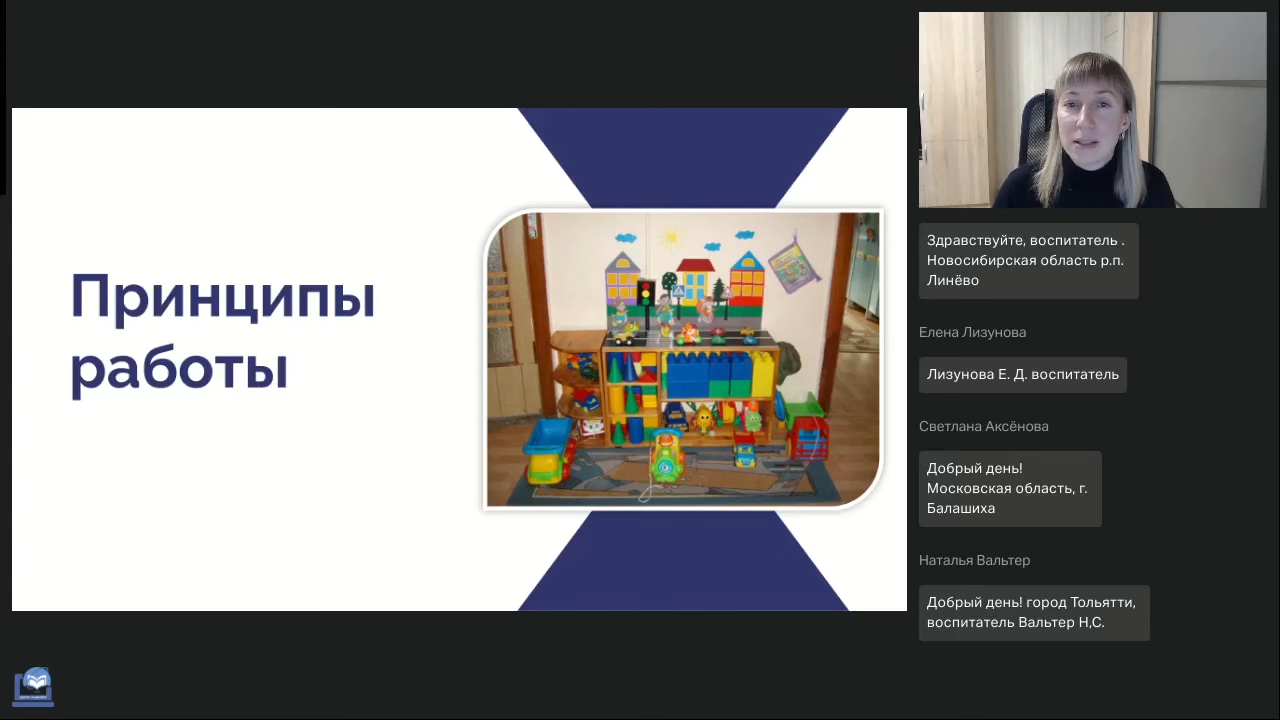 Принципы
работы
Здравствуйте, воспитатель .
Новосибирская область р.п.
Линёво
Елена Лизунова
Лизунова Е. Д. воспитатель
Светлана Аксёнова
Добрый день!
Московская область, г.
Балашиха
Наталья Вальтер
Добрый день! город Тольятти,
воспитатель Вальтер Н,С.